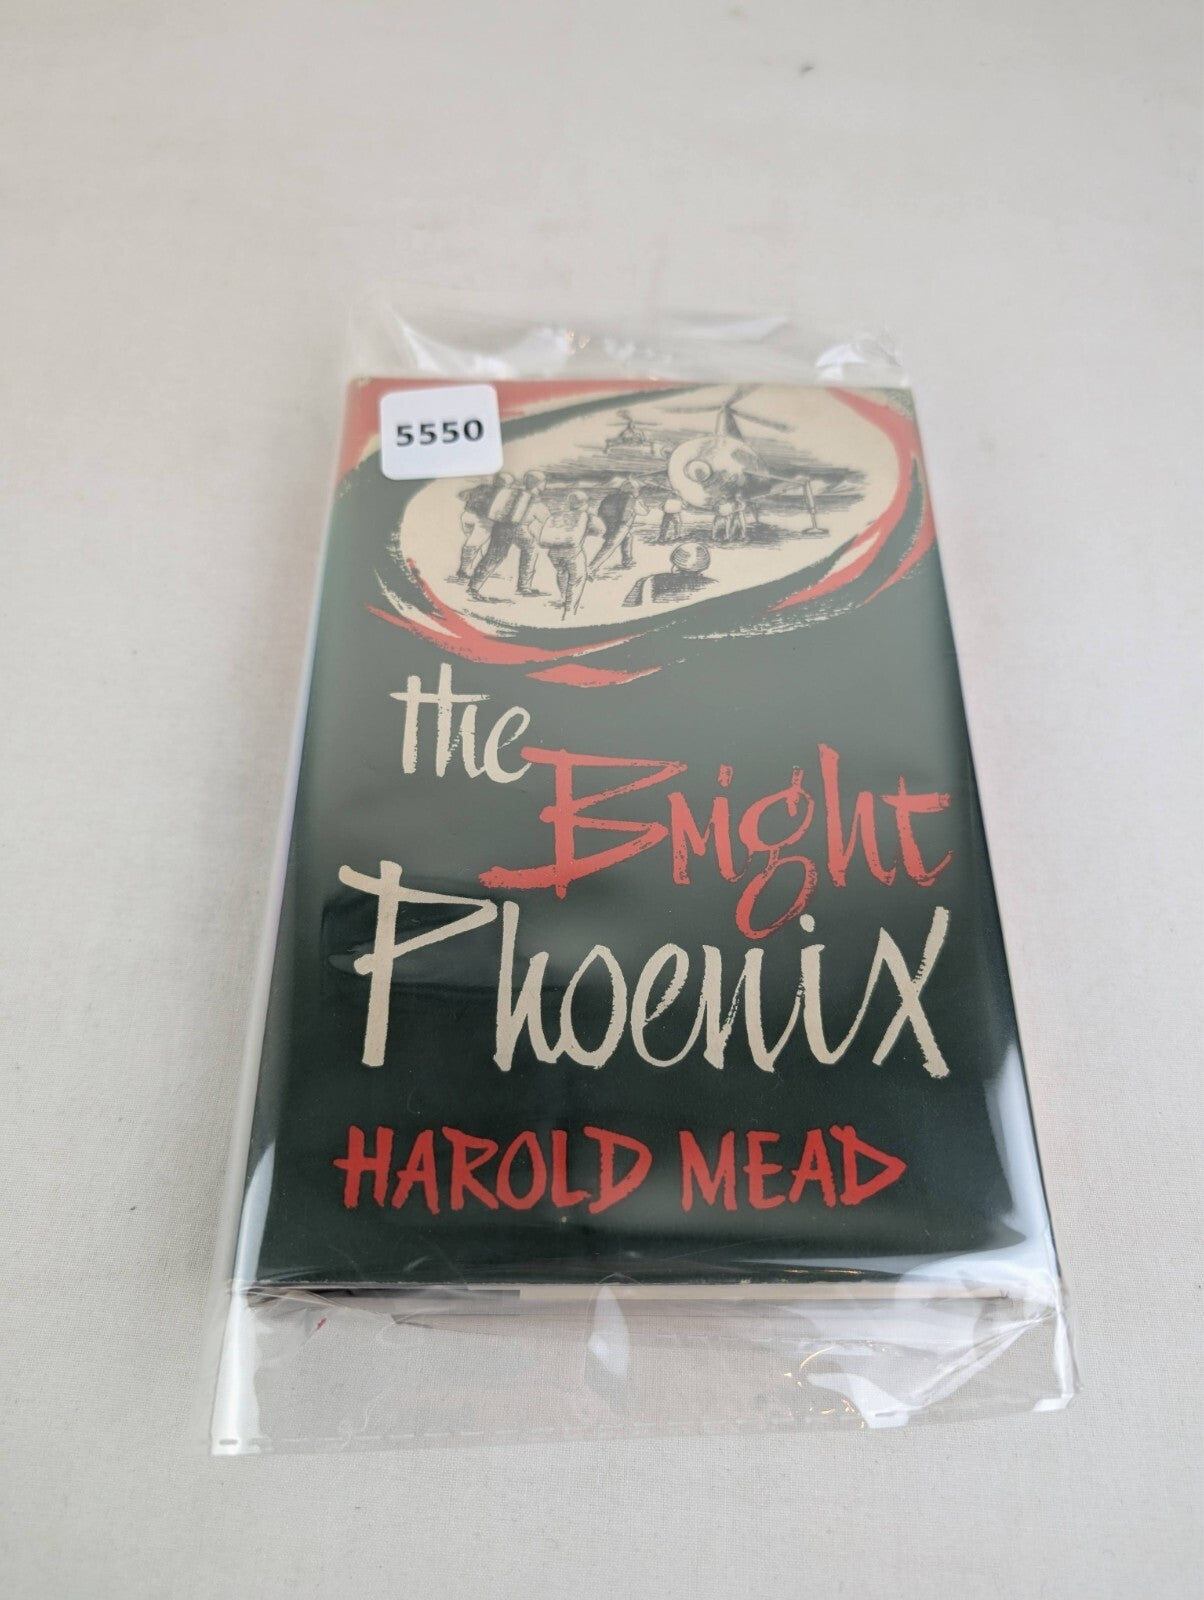 5550
the
Bright
Phoenix
HAROLD MEAD